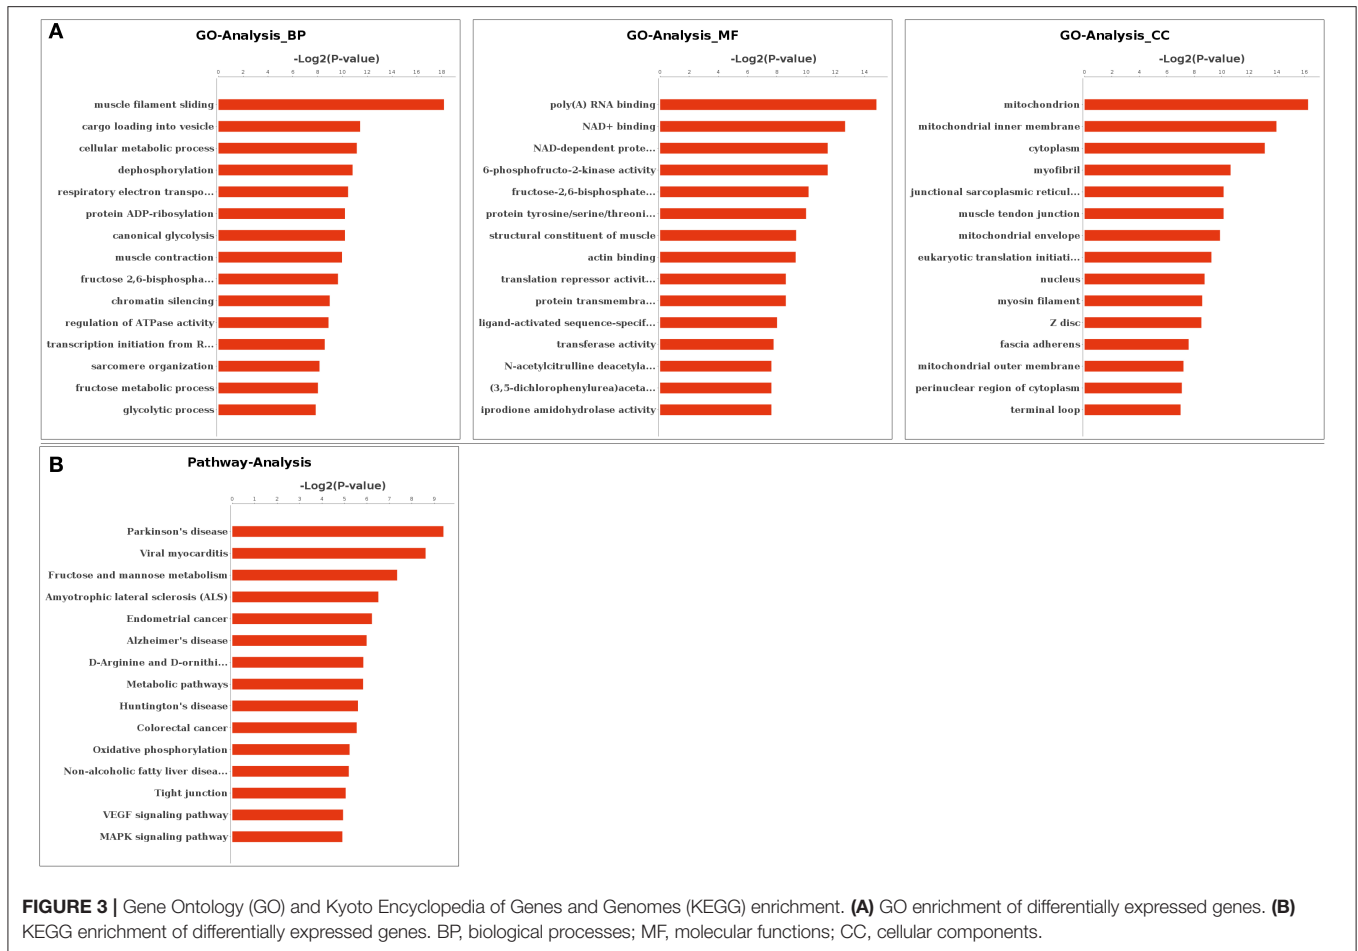 A
GO-Analysis_BP
-Log2(P-value)
0 2 4 6 8 10 12 14 16 18
muscle filament sliding
cargo loading into vesicle
cellular metabolic process
dephosphorylation
respiratory electron transpo...
protein ADP-ribosylation
canonical glycolysis
muscle contraction
fructose 2,6-bisphospha...
chromatin silencing
regulation of ATPase activity
transcription initiation from R...
sarcomere organization
fructose metabolic process
glycolytic process
GO-Analysis_MF
-Log2(P-value)
0 2 4 6 8 10 12 14
poly(A) RNA binding
NAD+ binding
NAD-dependent prote...
6-phosphofructo-2-kinase activity
fructose-2,6-bisphosphate...
protein tyrosine/serine/threoni...
structural constituent of muscle
actin binding
translation repressor activit...
protein transmembra...
ligand-activated sequence-specif...
transferase activity
N-acetylcitrulline deacetyla...
(3,5-dichlorophenylurea)aceta...
iprodione amidohydrolase activity
GO-Analysis_CC
-Log2(P-value)
0 2 4 6 8 10 12 14 16
mitochondrion
mitochondrial inner membrane
cytoplasm
myofibril
junctional sarcoplasmic reticul...
muscle tendon junction
mitochondrial envelope
eukaryotic translation initiati...
nucleus
myosin filament
Z disc
fascia adherens
mitochondrial outer membrane
perinuclear region of cytoplasm
terminal loop
B
Pathway-Analysis
-Log2(P-value)
0 1 2 3 4 5 6 7 8 9
Parkinson's disease
Viral myocarditis
Fructose and mannose metabolism
Amyotrophic lateral sclerosis (ALS)
Endometrial cancer
Alzheimer's disease
D-Arginine and D-ornithi...
Metabolic pathways
Huntington's disease
Colorectal cancer
Oxidative phosphorylation
Non-alcoholic fatty liver disea...
Tight junction
VEGF signaling pathway
MAPK signaling pathway
FIGURE 3 | Gene Ontology (GO) and Kyoto Encyclopedia of Genes and Genomes (KEGG) enrichment. (A) GO enrichment of differentially expressed genes. (B)
KEGG enrichment of differentially expressed genes. BP, biological processes; MF, molecular functions; CC, cellular components.